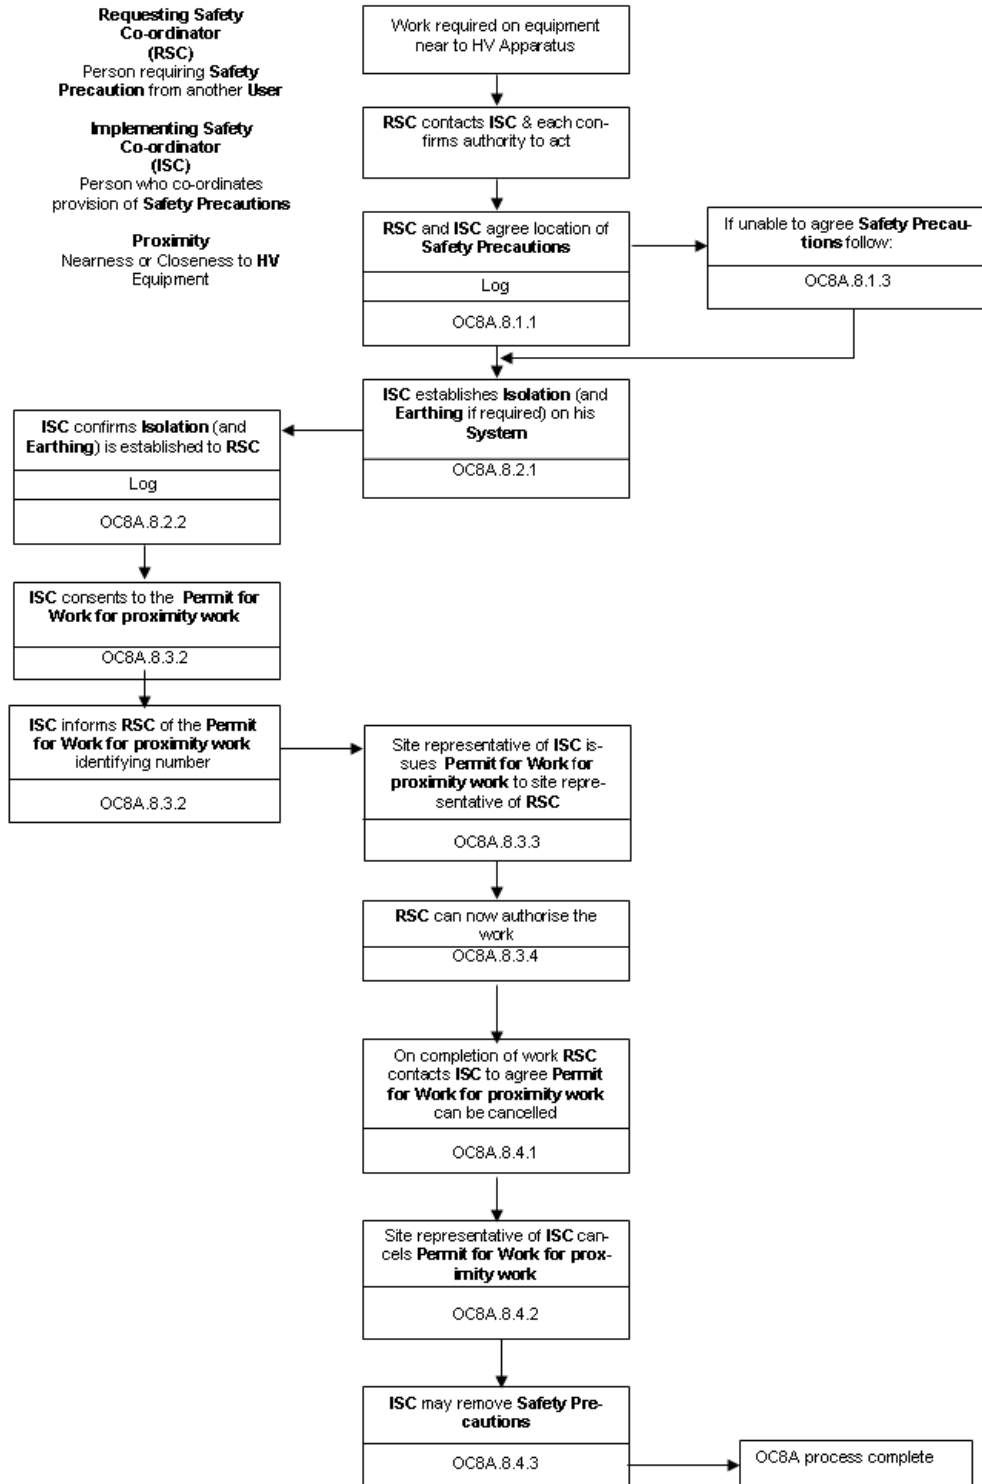 Requesting Safety
Co-ordinator
(RSC)
Person requiring Safety
Precaution from another User
Implementing Safety
Co-ordinator
(ISC)
Person who co-ordinates
provision of Safety Precautions
Proximity
Nearness or Closeness to HV
Equipment
Work required on equipment
near to HV Apparatus
RSC contacts ISC & each con-
firms authority to act
RSC and ISC agree location of
Safety Precautions
Log
OC8A.8.1.1
If unable to agree Safety Precau-
tions follow:
OC8A.8.1.3
ISC establishes Isolation (and
Earthing if required) on his
System
OC8A.8.2.1
ISC confirms Isolation (and
Earthing) is established to RSC
Log
OC8A.8.2.2
ISC consents to the Permit for
Work for proximity work
OC8A.8.3.2
ISC informs RSC of the Permit
for Work for proximity work
identifying number
OC8A.8.3.2
Site representative of ISC is-
sues Permit for Work for
proximity work to site repre-
sentative of RSC
OC8A.8.3.3
RSC can now authorise the
work
OC8A.8.3.4
On completion of work RSC
contacts ISC to agree Permit
for Work for proximity work
can be cancelled
OC8A.8.4.1
Site representative of ISC can-
cels Permit for Work for prox-
imity work
OC8A.8.4.2
ISC may remove Safety Pre-
cautions
OC8A.8.4.3
OC8A process complete